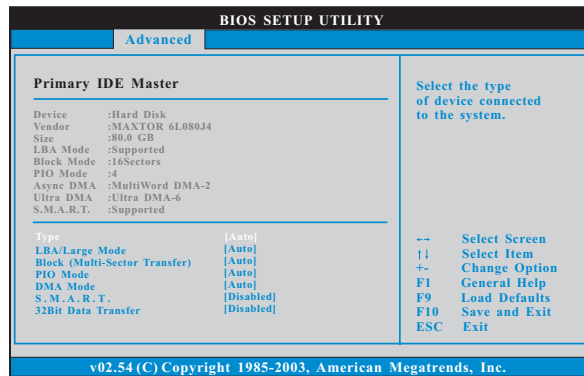 BIOS SETUP UTILITY
Advanced
Primary IDE Master
Device :Hard Disk
Vendor :MAXTOR 6L080J4
Size :80.0 GB
LBA Mode :Supported
Block Mode :16Sectors
PIO Mode :4
Async DMA :MultiWord DMA-2
Ultra DMA :Ultra DMA-6
S.M.A.R.T. :Supported
Type [Auto]
LBA/Large Mode [Auto]
Block (Multi-Sector Transfer) [Auto]
PIO Mode [Auto]
DMA Mode [Auto]
S.M.A.R.T. [Disabled]
32Bit Data Transfer [Disabled]
Select the type
of device connected
to the system.
←→ Select Screen
↑↓ Select Item
+- Change Option
F1 General Help
F9 Load Defaults
F10 Save and Exit
ESC Exit
v02.54 (C) Copyright 1985-2003, American Megatrends, Inc.